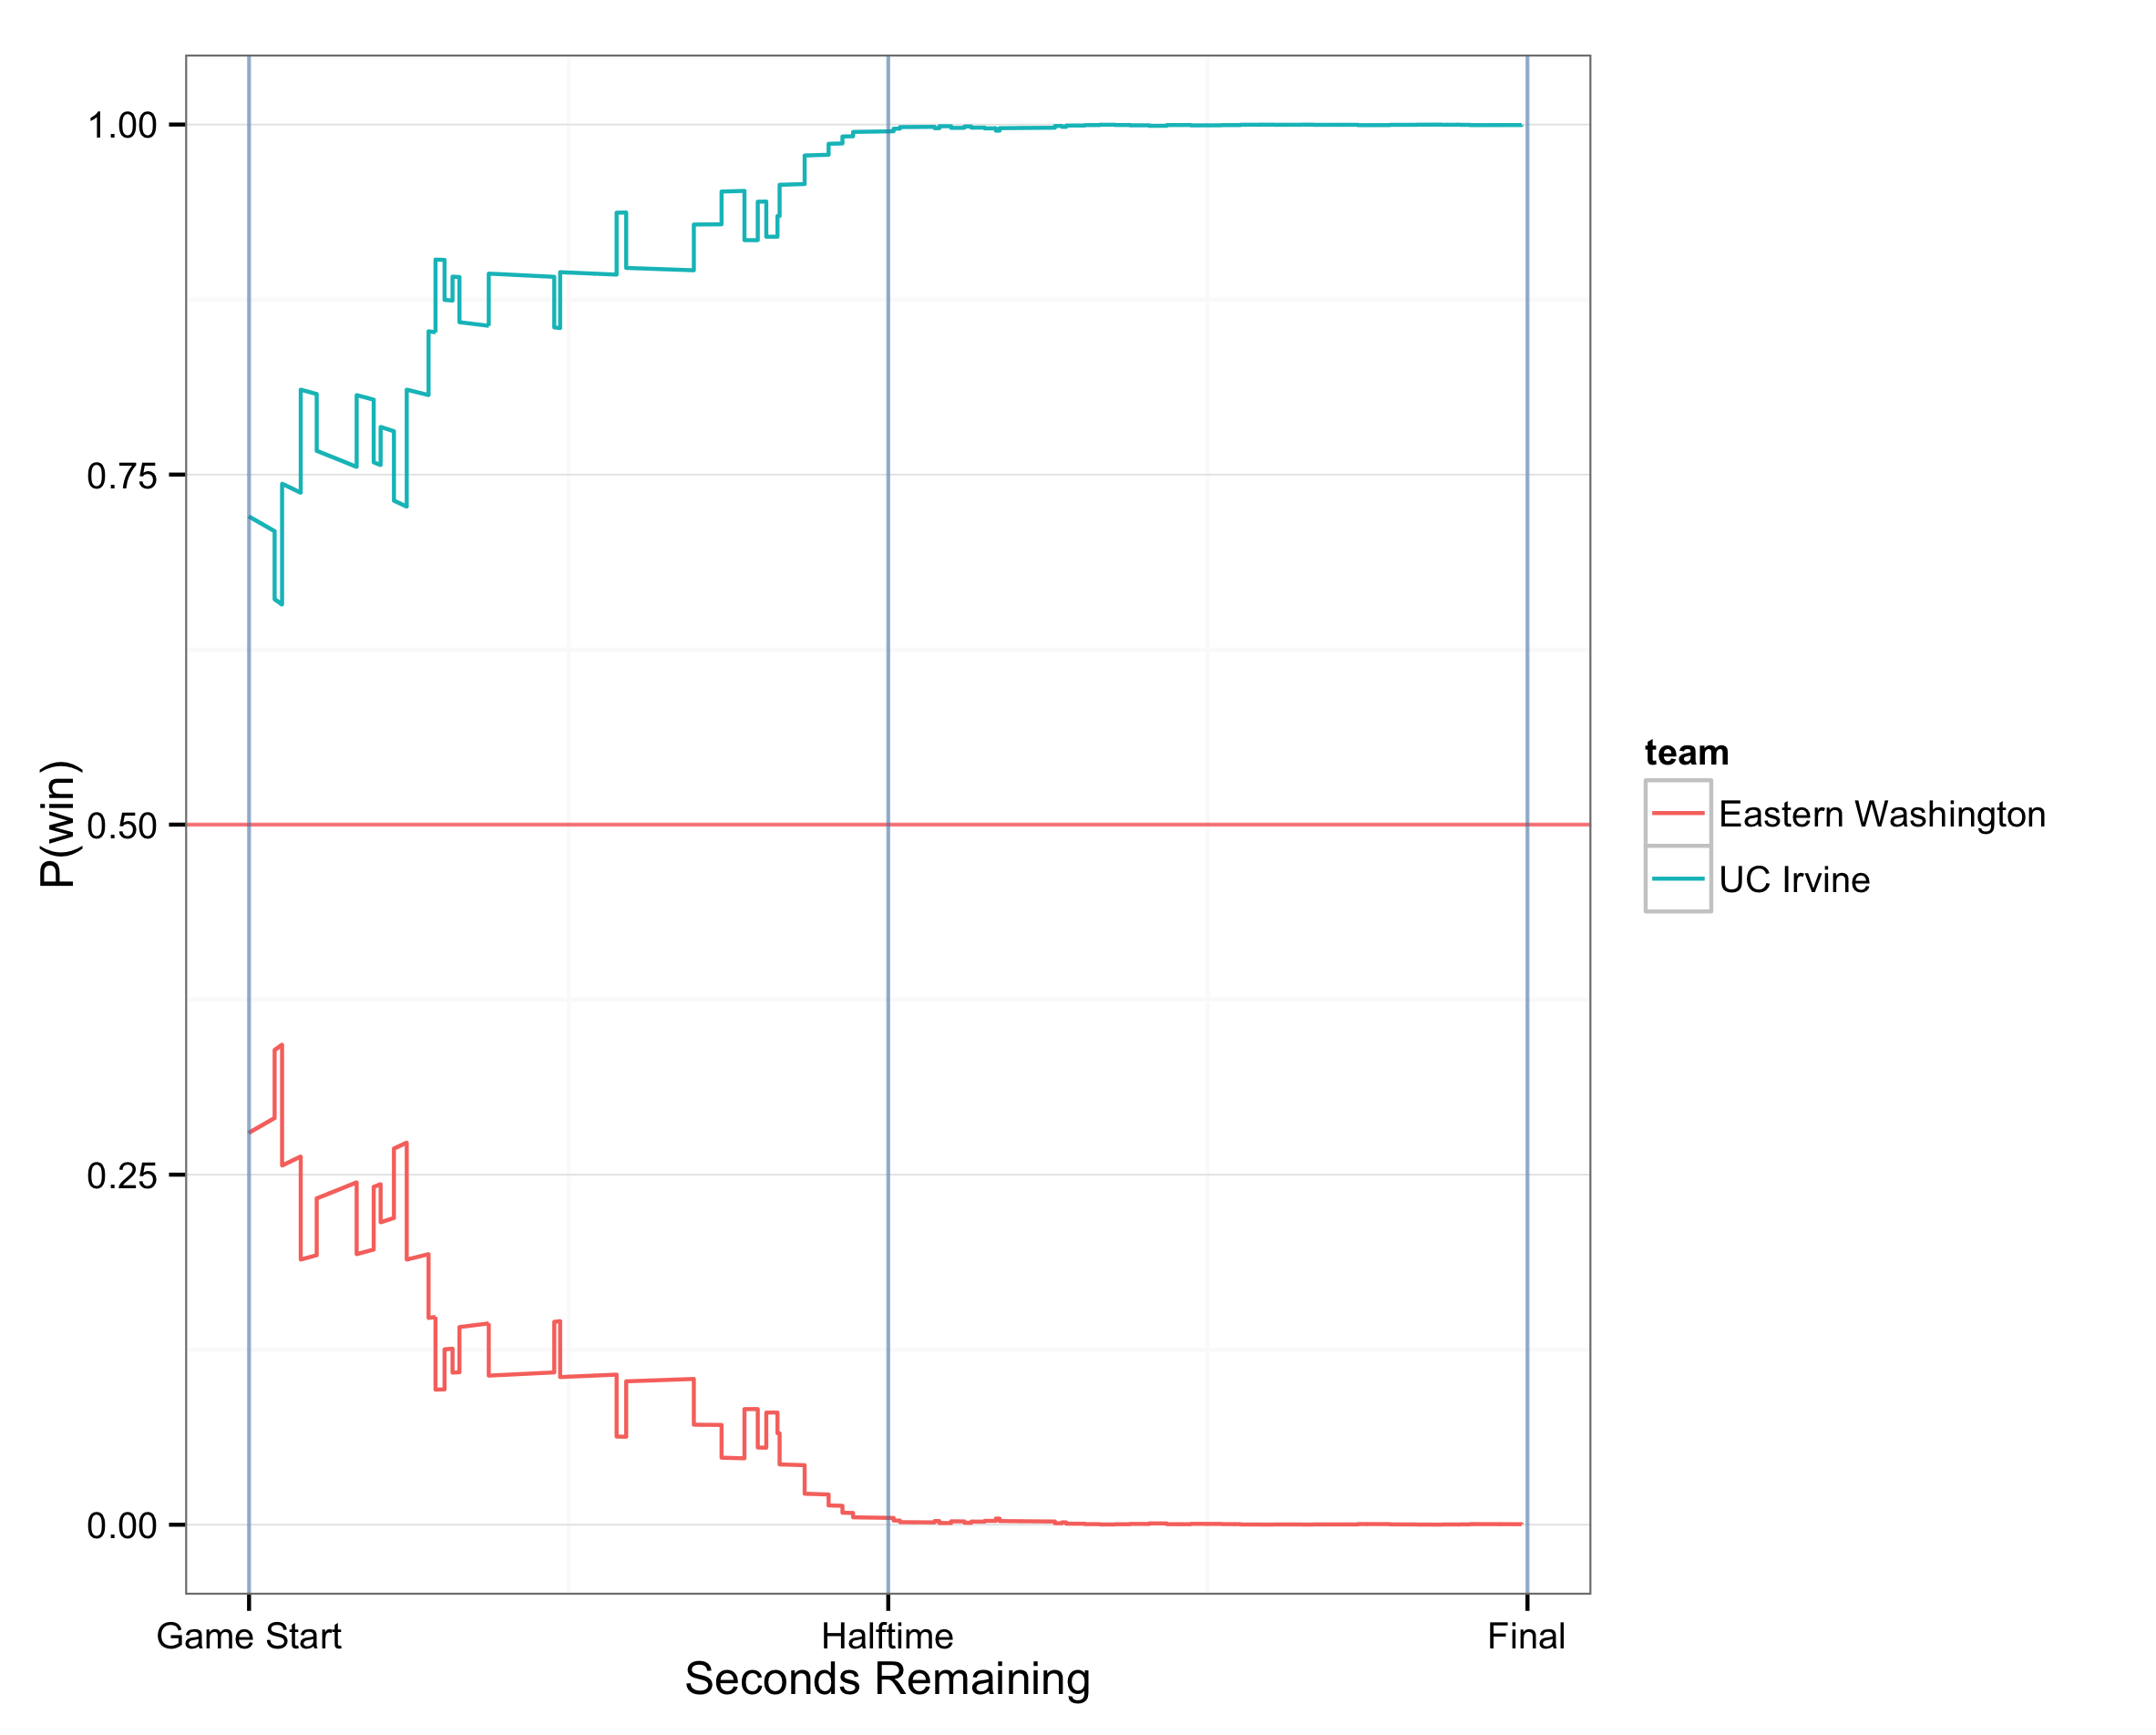 1.00
0.75
0.50
0.25
0.00
P(win)
Game Start
Halftime
Final
Seconds Remaining
team
Eastern Washington
UC Irvine